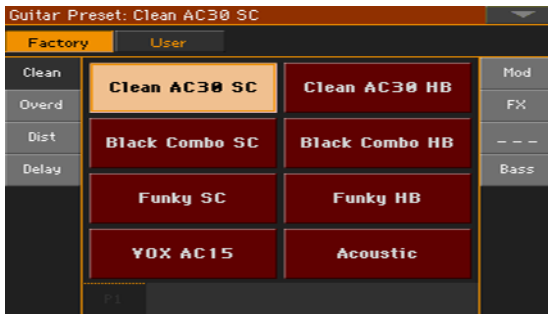 Guitar Preset: Clean AC30 SC
Factory User
Clean
Clean AC30 SC Clean AC30 HB
Mod
Overd
FX
Dist
Black Combo SC Black Combo HB
– – –
Delay
Bass
Funky SC Funky HB
VOX AC15 Acoustic
P1